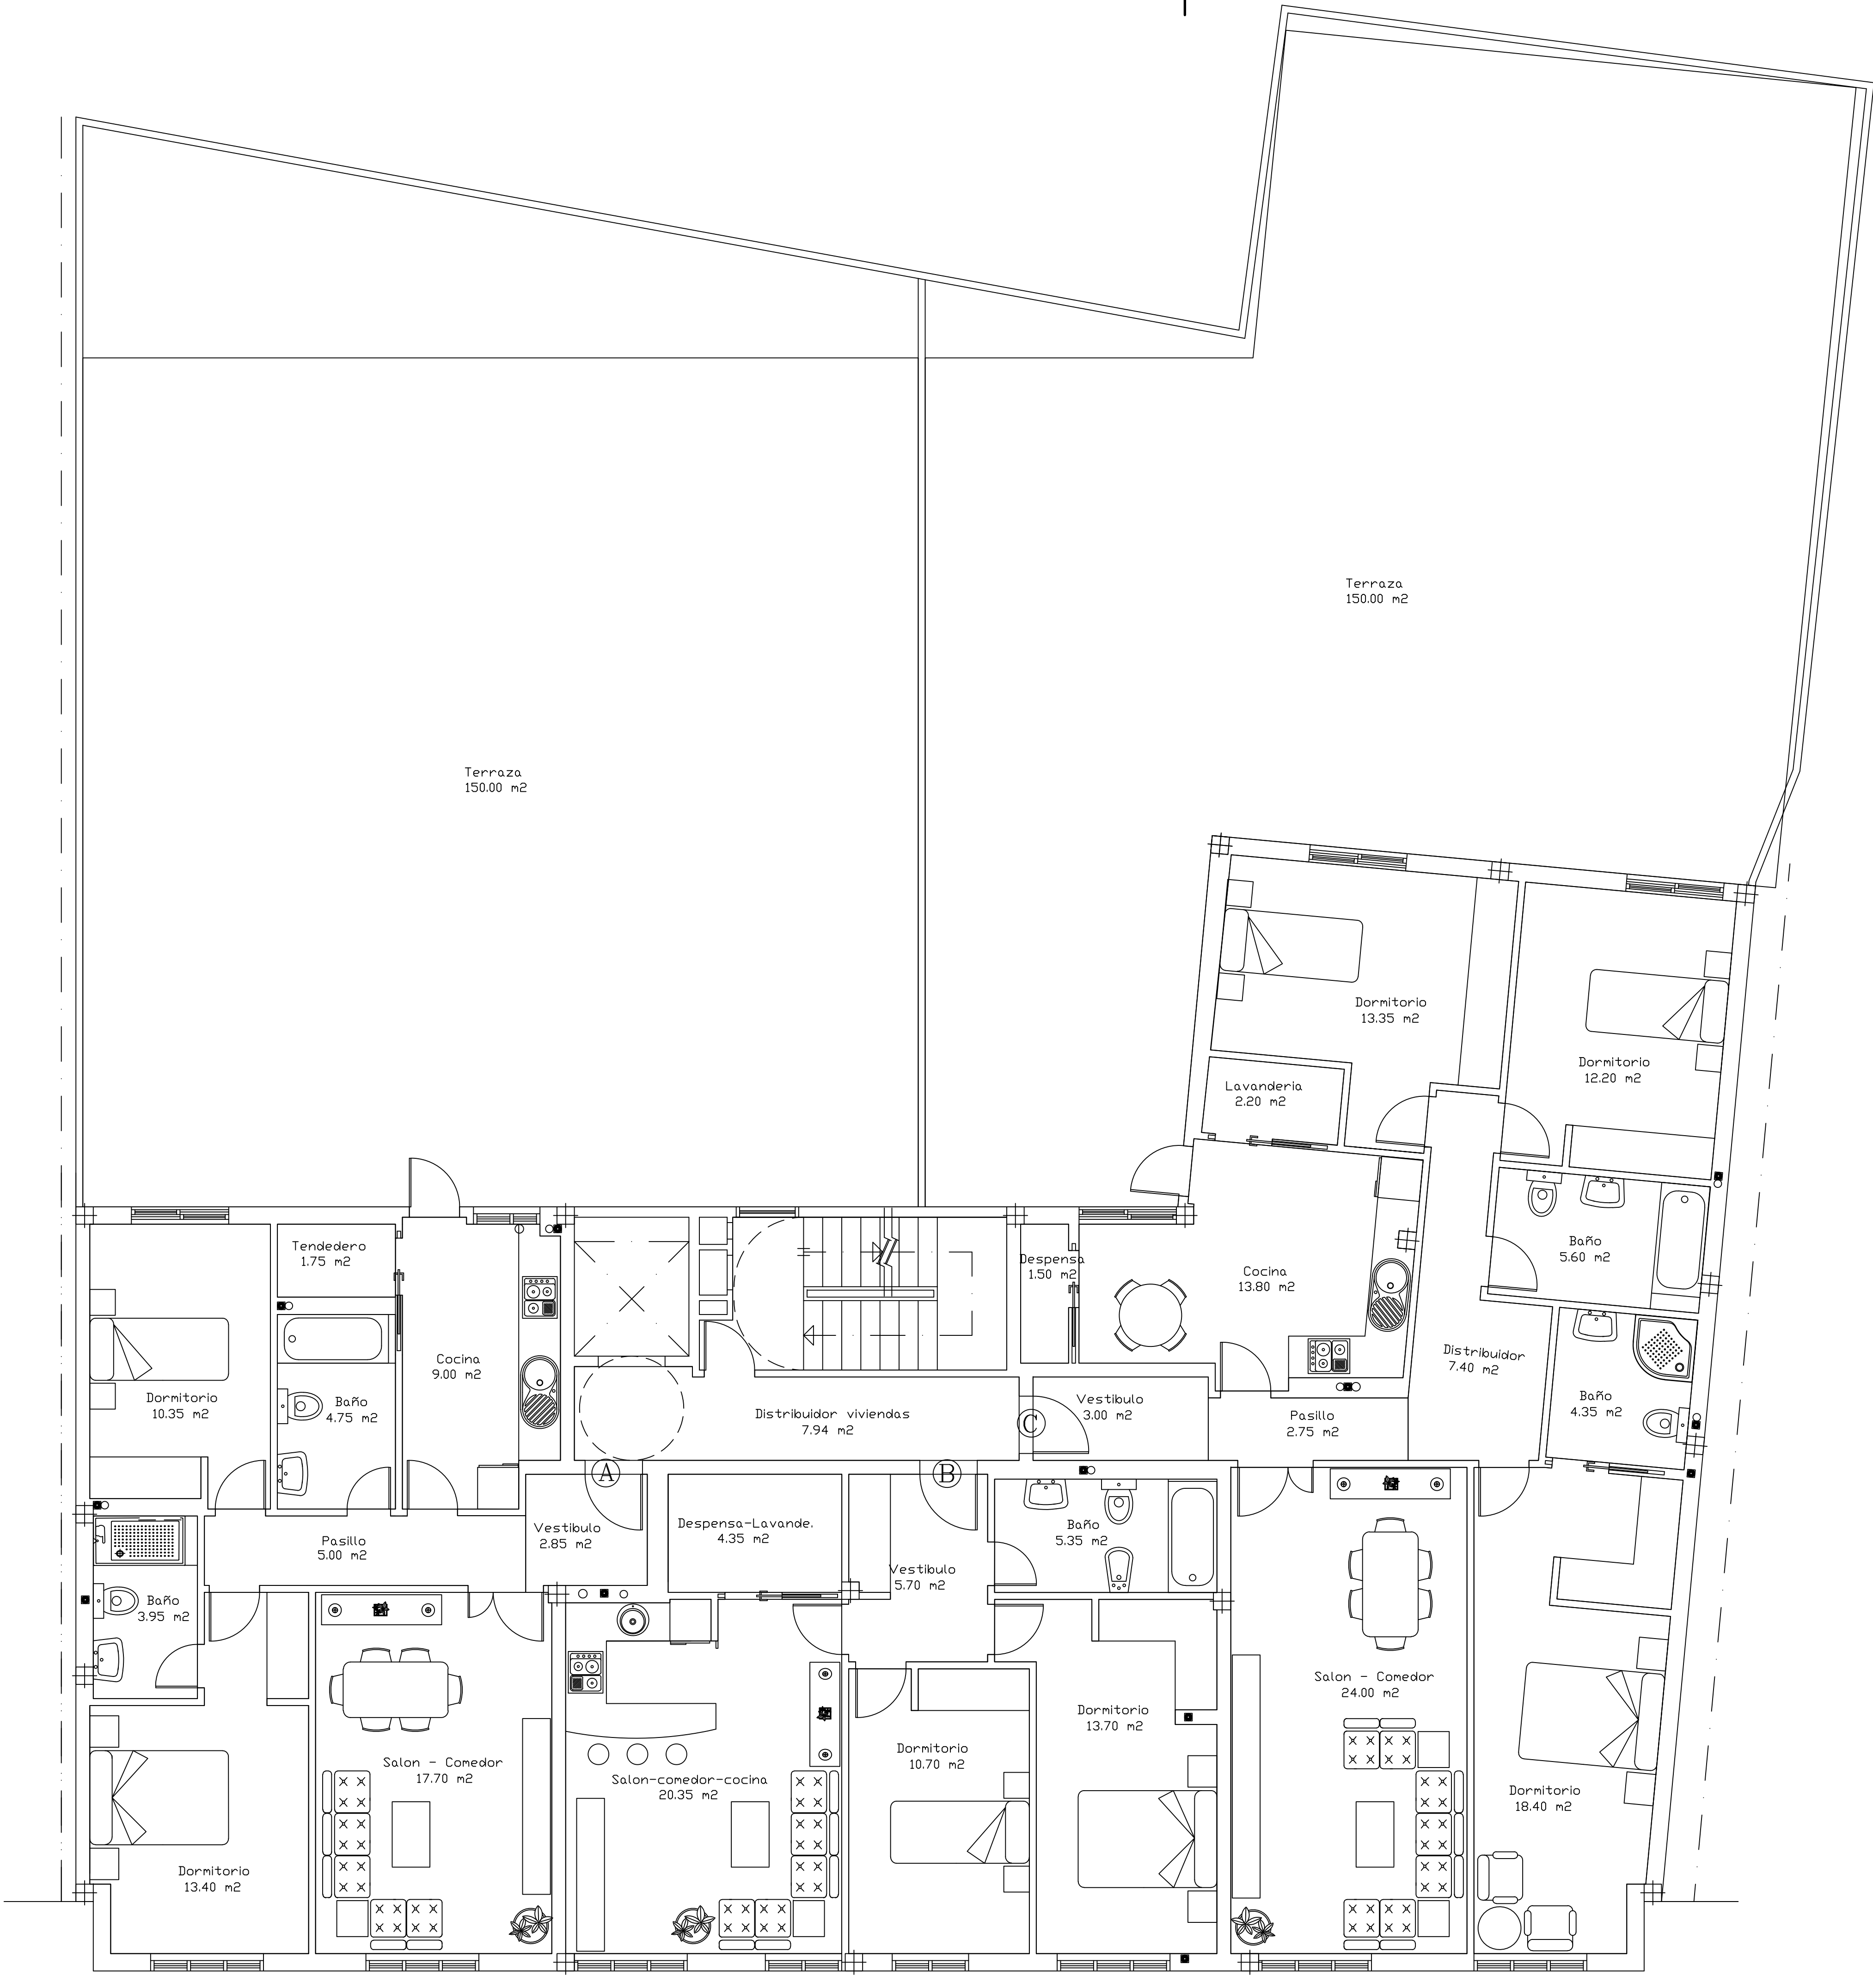 Terraza
150.00 m2
Terraza
150.00 m2
Dormitorio
13.35 m2
Dormitorio
12.20 m2
Lavanderia
2.20 m2
Tendedero
1.75 m2
Despensa
1.50 m2
Cocina
13.80 m2
Baño
5.60 m2
Cocina
9.00 m2
Distribuidor
7.40 m2
Dormitorio
10.35 m2
Baño
4.75 m2
Distribuidor viviendas
7.94 m2
Vestibulo
3.00 m2
Pasillo
2.75 m2
Baño
4.35 m2
C
A
B
Pasillo
5.00 m2
Vestibulo
2.85 m2
Despensa-Lavande.
4.35 m2
Baño
5.35 m2
Vestibulo
5.70 m2
Baño
3.95 m2
Salon - Comedor
24.00 m2
Dormitorio
13.70 m2
Salon - Comedor
17.70 m2
Salon-comedor-cocina
20.35 m2
Dormitorio
10.70 m2
Dormitorio
18.40 m2
Dormitorio
13.40 m2